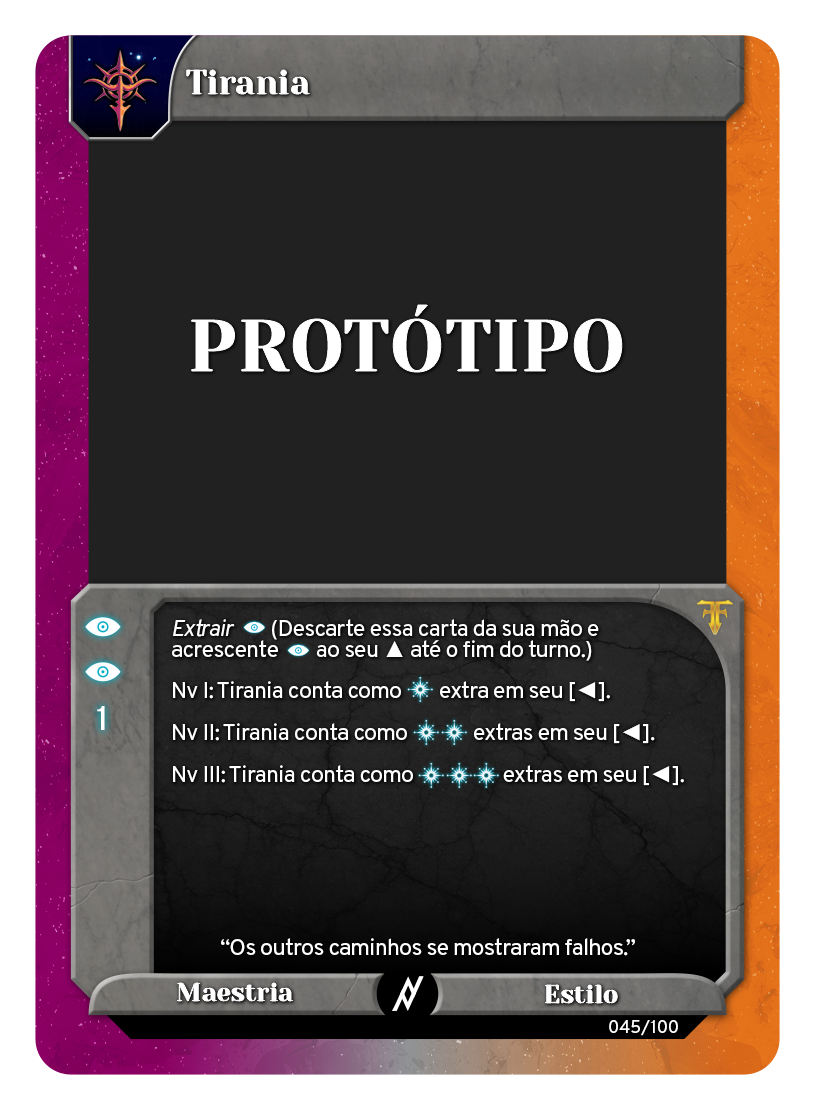 Tirania
PROTÓTIPO
1
Extrair (Descarte essa carta da sua mão e
acrescente ao seu ▲ até o fim do turno.)
Nv I: Tirania conta como extra em seu [◀].
Nv II: Tirania conta como extras em seu [◀].
Nv III: Tirania conta como extras em seu [◀].
“Os outros caminhos se mostraram falhos.”
Maestria
Estilo
045/100